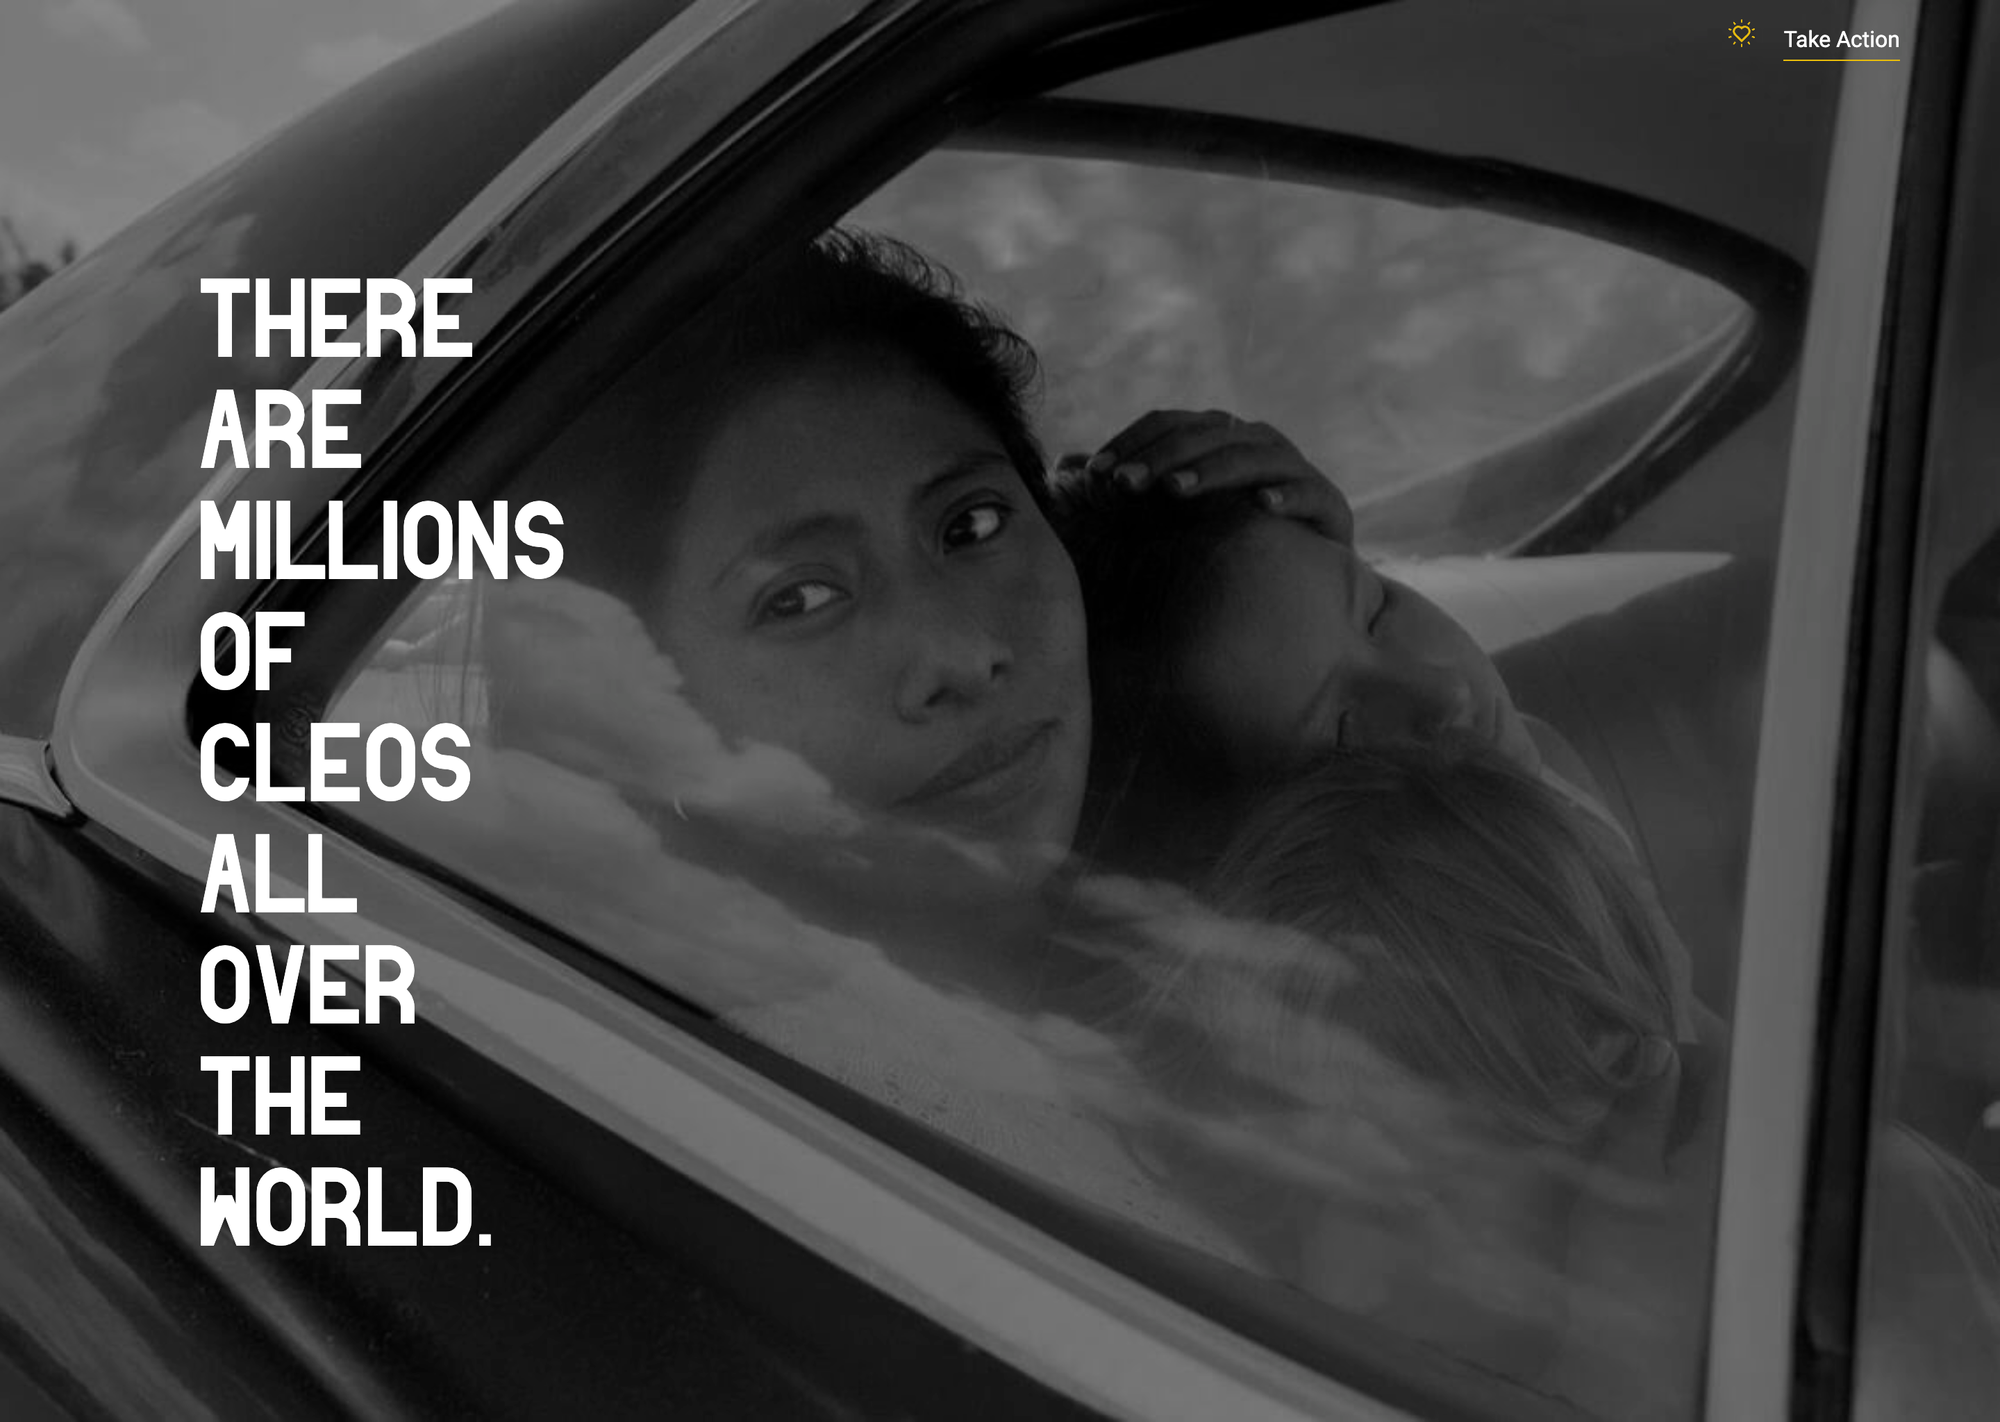 Take Action
THERE
ARE
MILLIONS
OF
CLEOS
ALL
OVER
THE
WORLD.